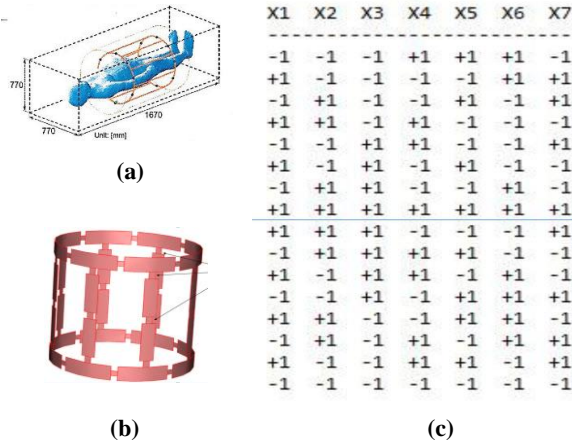 770
770
1670
Unit: [mm]
(a)
(b)
X1 X2 X3 X4 X5 X6 X7
-1 -1 -1 +1 +1 +1 -1
+1 -1 -1 -1 -1 +1 +1
-1 +1 -1 -1 +1 -1 +1
+1 +1 -1 +1 -1 -1 -1
-1 -1 +1 +1 -1 -1 +1
+1 -1 +1 -1 +1 -1 -1
-1 +1 +1 -1 -1 +1 -1
+1 +1 +1 +1 +1 +1 +1
+1 +1 +1 -1 -1 -1 +1
-1 +1 +1 +1 +1 -1 -1
+1 -1 +1 +1 -1 +1 -1
-1 -1 +1 -1 +1 +1 +1
+1 +1 -1 -1 +1 +1 -1
-1 +1 -1 +1 -1 +1 +1
+1 -1 -1 +1 +1 -1 +1
-1 -1 -1 -1 -1 -1 -1
(c)